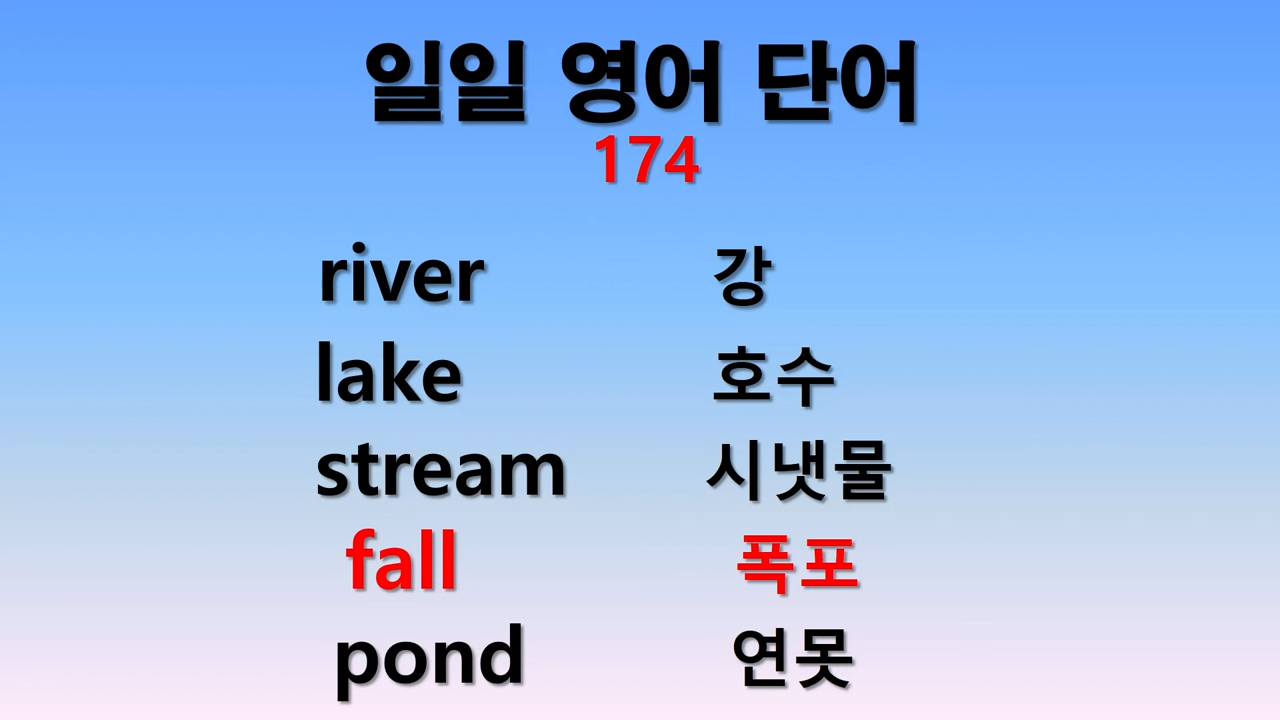 일일 영어 단어
174
river 강
lake 호수
stream 시냇물
fall 폭포
pond 연못